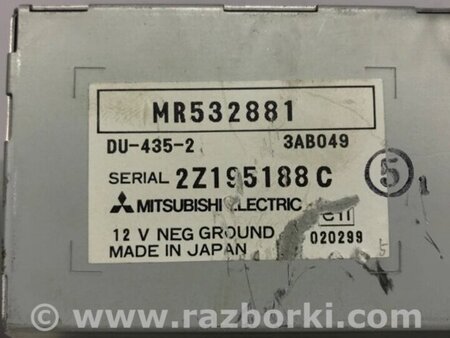 MR532881
DU-435-2 3AB049
SERIAL 2Z195188C
5
MITSUBISHI ELECTRIC
12 V NEG GROUND
020299
MADE IN JAPAN
5
© www.razborki.com